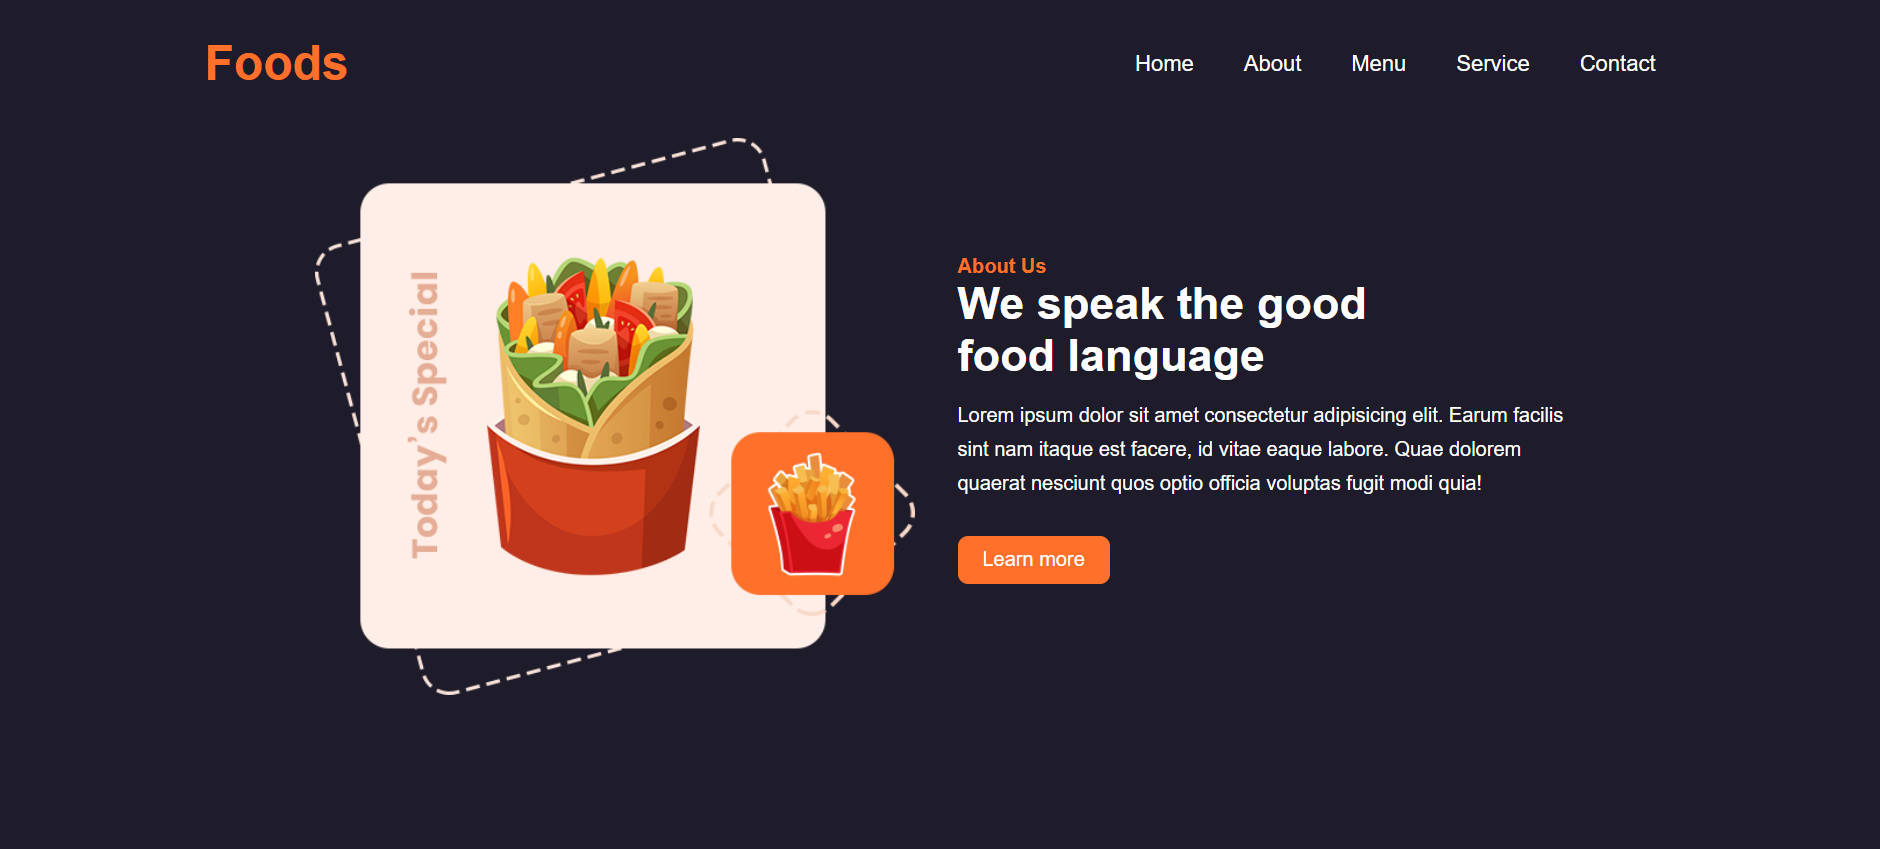 Foods
Home
About
Menu
Service
Contact
Today's Special
About Us
We speak the good
food language
Lorem ipsum dolor sit amet consectetur adipisicing elit. Earum facilis
sint nam itaque est facere, id vitae eaque labore. Quae dolorem
quaerat nesciunt quos optio officia voluptas fugit modi quia!
Learn more